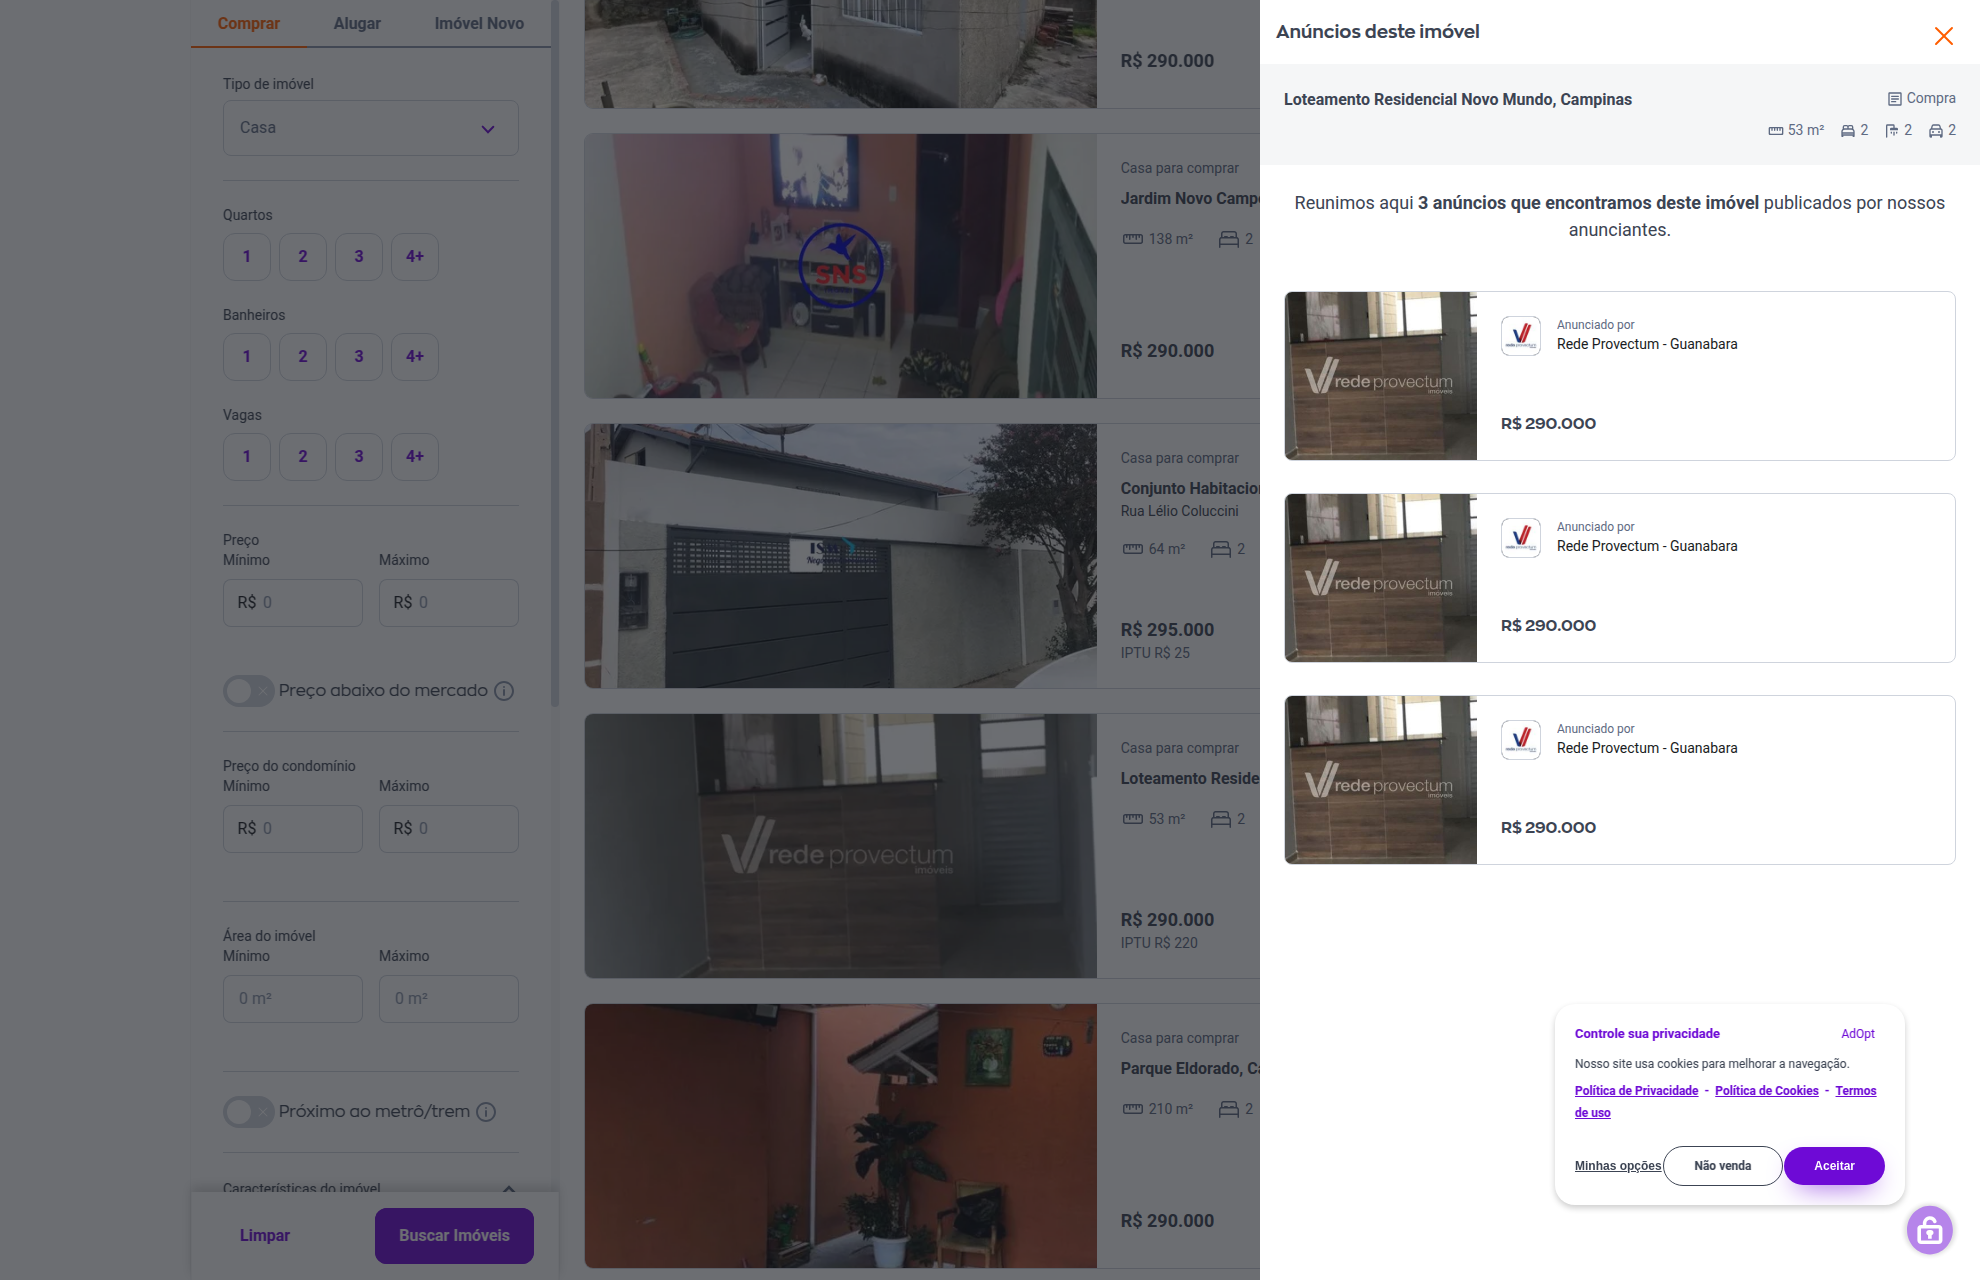 Comprar
Alugar
Imóvel Novo
Tipo de imóvel
Casa
Quartos
1
2
3
4+
Banheiros
1
2
3
4+
Vagas
1
2
3
4+
Preço
Mínimo
Máximo
R$ 0
R$ 0
Preço abaixo do mercado
Preço do condomínio
Mínimo
Máximo
R$ 0
R$ 0
Área do imóvel
Mínimo
Máximo
0 m²
0 m²
Próximo ao metrô/trem
Características do imóvel
Limpar
Buscar Imóveis
R$ 290.000
SNS
Casa para comprar
Jardim Novo Camp
138 m²
2
R$ 290.000
Casa para comprar
Conjunto Habitacion
Rua Lélio Coluccini
64 m²
2
R$ 295.000
IPTU R$ 25
rede provectum
imóveis
Casa para comprar
Loteamento Reside
53 m²
2
R$ 290.000
IPTU R$ 220
Casa para comprar
Parque Eldorado, C
210 m²
2
R$ 290.000
Anúncios deste imóvel
Loteamento Residencial Novo Mundo, Campinas
Compra
53 m²
2
2
2
Reunimos aqui 3 anúncios que encontramos deste imóvel publicados por nossos
anunciantes.
rede provectum
imóveis
Anunciado por
Rede Provectum - Guanabara
R$ 290.000
rede provectum
imóveis
Anunciado por
Rede Provectum - Guanabara
R$ 290.000
rede provectum
imóveis
Anunciado por
Rede Provectum - Guanabara
R$ 290.000
Controle sua privacidade
AdOpt
Nosso site usa cookies para melhorar a navegação.
Política de Privacidade - Política de Cookies - Termos
de uso
Minhas opções
Não venda
Aceitar